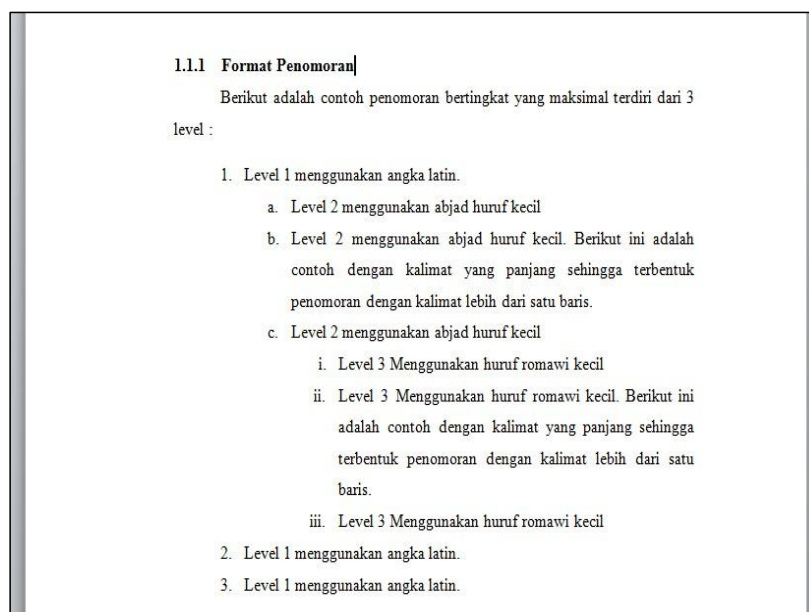 1.1.1 Format Penomoran
Berikut adalah contoh penomoran bertingkat yang maksimal terdiri dari 3
level :
1. Level 1 menggunakan angka latin.
a. Level 2 menggunakan abjad huruf kecil
b. Level 2 menggunakan abjad huruf kecil. Berikut ini adalah
contoh dengan kalimat yang panjang sehingga terbentuk
penomoran dengan kalimat lebih dari satu baris.
c. Level 2 menggunakan abjad huruf kecil
i. Level 3 Menggunakan huruf romawi kecil
ii. Level 3 Menggunakan huruf romawi kecil. Berikut ini
adalah contoh dengan kalimat yang panjang sehingga
terbentuk penomoran dengan kalimat lebih dari satu
baris.
iii. Level 3 Menggunakan huruf romawi kecil
2. Level 1 menggunakan angka latin.
3. Level 1 menggunakan angka latin.